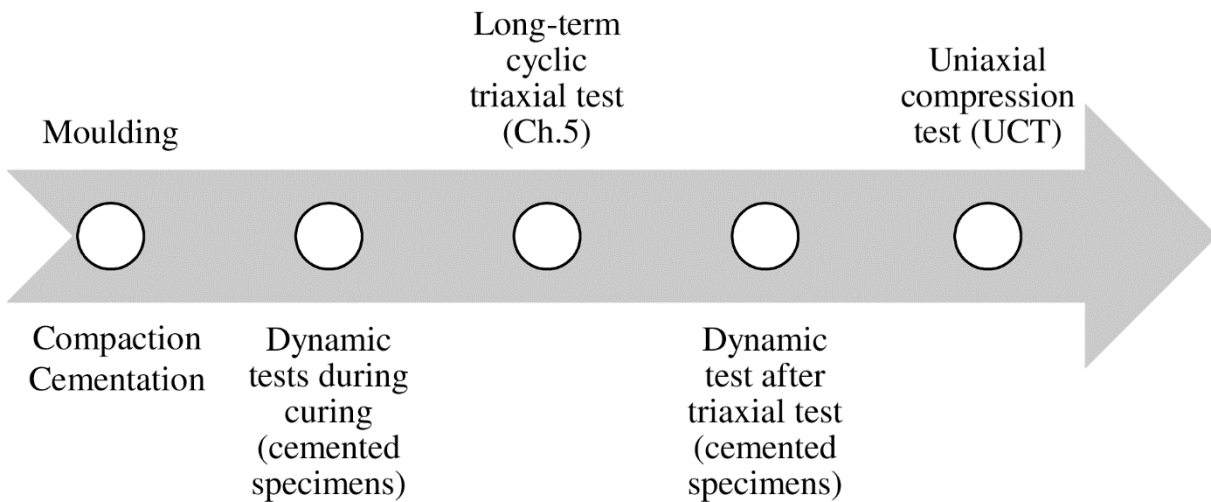 Moulding
Compaction
Cementation
Dynamic
tests during
curing
(cemented
specimens)
Long-term
cyclic
triaxial test
(Ch.5)
Dynamic
test after
triaxial test
(cemented
specimens)
Uniaxial
compression
test (UCT)